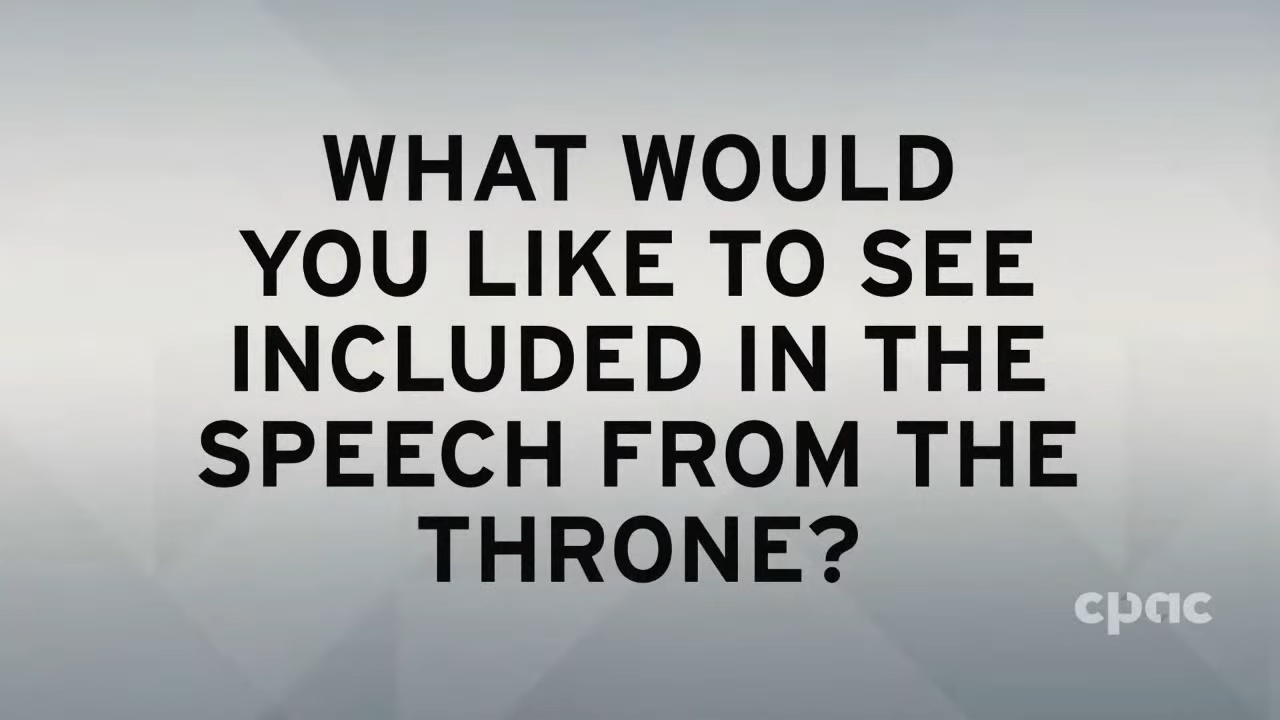 WHAT WOULD
YOU LIKE TO SEE
INCLUDED IN THE
SPEECH FROM THE
THRONE?
cpac